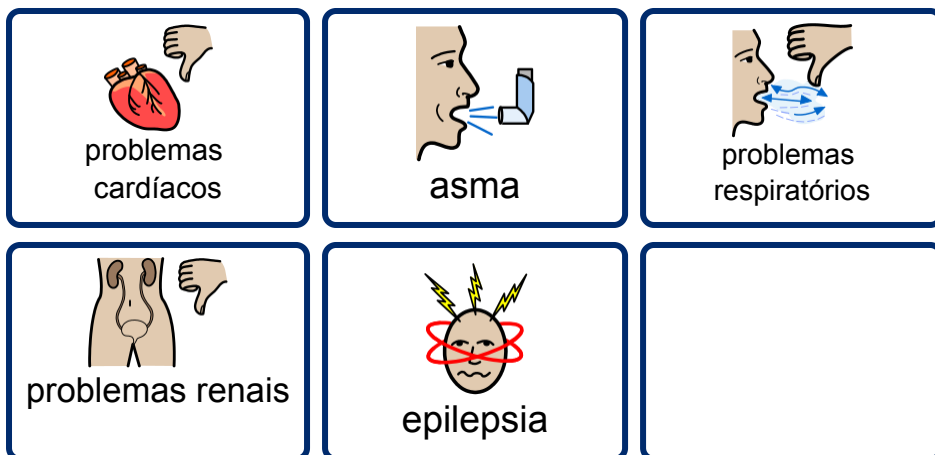 problemas
cardíacos
asma
problemas
respiratórios
problemas renais
epilepsia